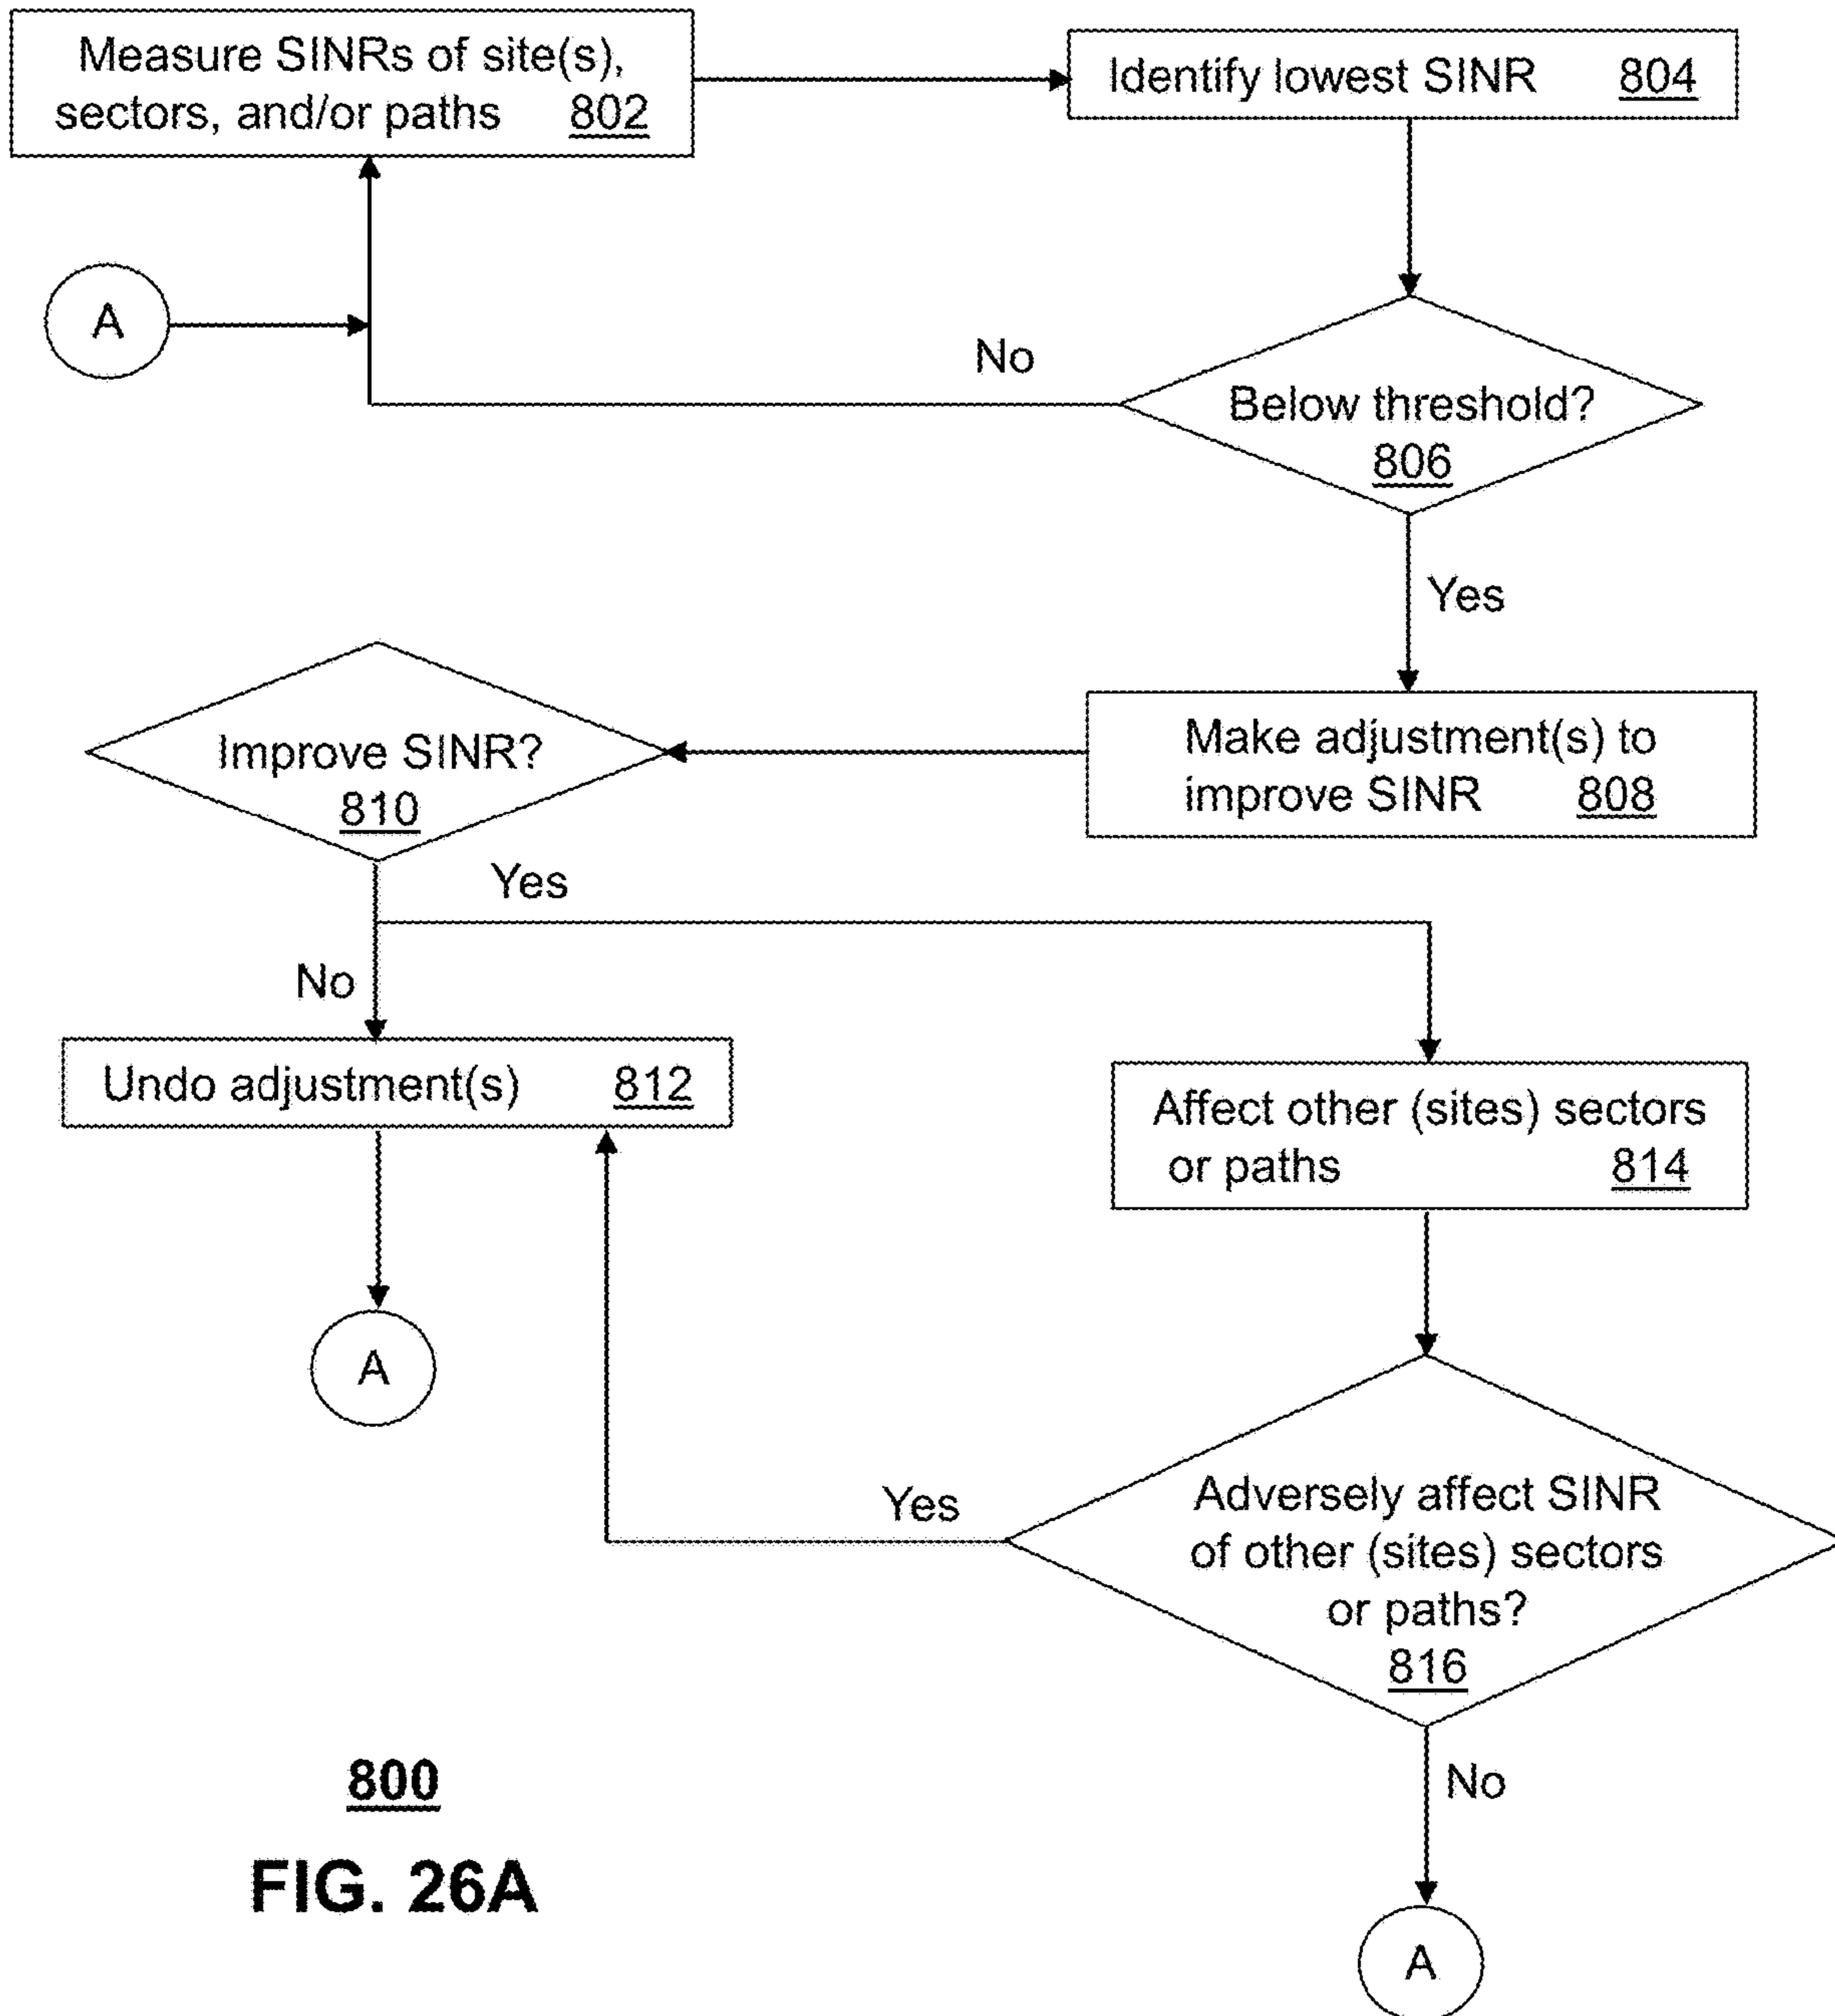 Measure SINRs of site(s),
sectors, and/or paths 802
Identify lowest SINR 804
A
No
Below threshold?
806
Yes
Improve SINR?
810
Make adjustment(s) to
improve SINR 808
Yes
No
Undo adjustment(s) 812
Affect other (sites) sectors
or paths 814
A
Yes
Adversely affect SINR
of other (sites) sectors
or paths?
816
No
800
FIG. 26A
A